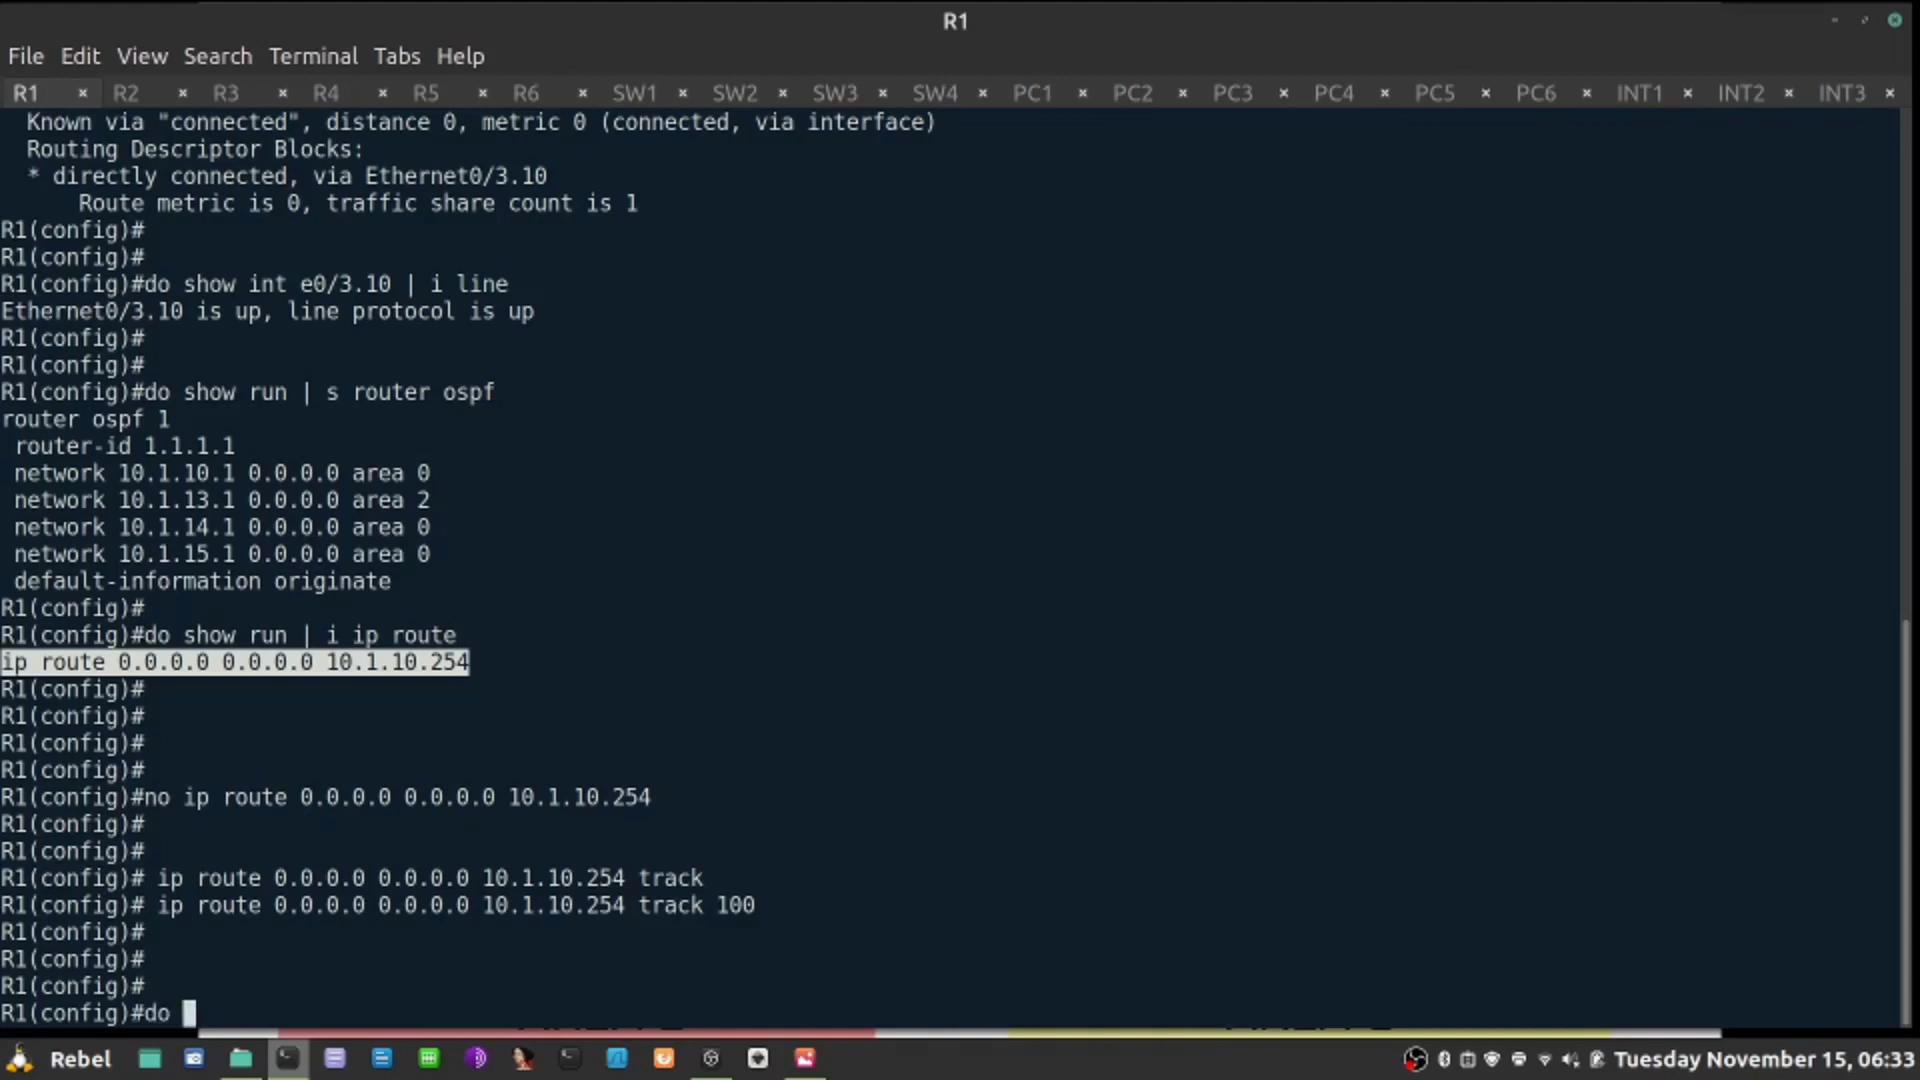 R1
File Edit View Search Terminal Tabs Help
R1 × R2 × R3 × R4 × R5 × R6 × SW1 × SW2 × SW3 × SW4 × PC1 × PC2 × PC3 × PC4 × PC5 × PC6 × INT1 × INT2 × INT3 ×
Known via "connected", distance 0, metric 0 (connected, via interface)
Routing Descriptor Blocks:
* directly connected, via Ethernet0/3.10
Route metric is 0, traffic share count is 1
R1(config)#
R1(config)#
R1(config)#do show int e0/3.10 | i line
Ethernet0/3.10 is up, line protocol is up
R1(config)#
R1(config)#
R1(config)#do show run | s router ospf
router ospf 1
router-id 1.1.1.1
network 10.1.10.1 0.0.0.0 area 0
network 10.1.13.1 0.0.0.0 area 2
network 10.1.14.1 0.0.0.0 area 0
network 10.1.15.1 0.0.0.0 area 0
default-information originate
R1(config)#
R1(config)#do show run | i ip route
ip route 0.0.0.0 0.0.0.0 10.1.10.254
R1(config)#
R1(config)#
R1(config)#
R1(config)#
R1(config)#no ip route 0.0.0.0 0.0.0.0 10.1.10.254
R1(config)#
R1(config)#
R1(config)# ip route 0.0.0.0 0.0.0.0 10.1.10.254 track
R1(config)# ip route 0.0.0.0 0.0.0.0 10.1.10.254 track 100
R1(config)#
R1(config)#
R1(config)#
R1(config)#do
Rebel
Tuesday November 15, 06:33